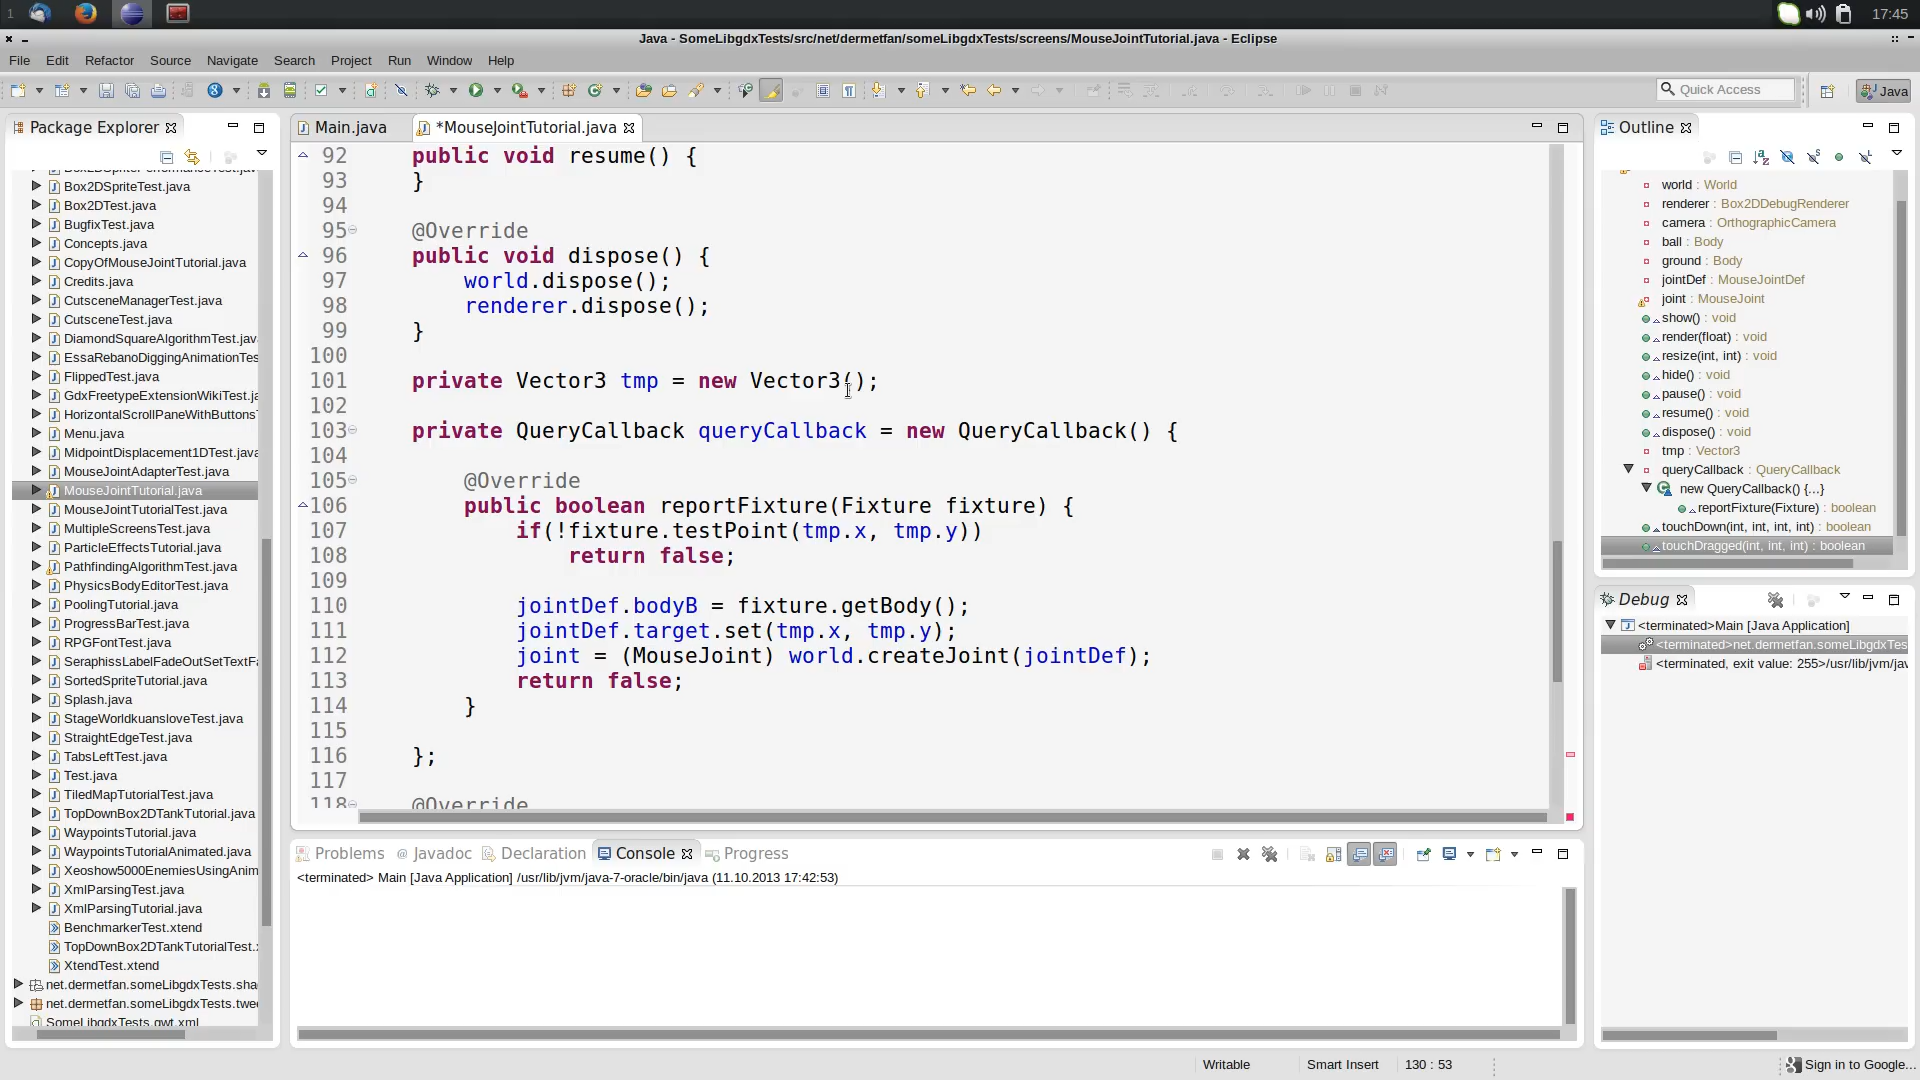 1
17:45
Java - SomeLibgdxTests/src/net/dermetfan/someLibgdxTests/screens/MouseJointTutorial.java - Eclipse
File Edit Refactor Source Navigate Search Project Run Window Help
Quick Access
Java
Package Explorer
Box2DSpriteTest.java
Box2DTest.java
BugfixTest.java
Concepts.java
CopyOfMouseJointTutorial.java
Credits.java
CutsceneManagerTest.java
CutsceneTest.java
DiamondSquareAlgorithmTest.jav
EssaRebanoDiggingAnimationTes
FlippedTest.java
GdxFreetypeExtensionWikiTest.ja
HorizontalScrollPaneWithButtons
Menu.java
MidpointDisplacement1DTest.java
MouseJointAdapterTest.java
MouseJointTutorial.java
MouseJointTutorialTest.java
MultipleScreensTest.java
ParticleEffectsTutorial.java
PathfindingAlgorithmTest.java
PhysicsBodyEditorTest.java
PoolingTutorial.java
ProgressBarTest.java
RPGFontTest.java
SeraphissLabelFadeOutSetTextF
SortedSpriteTutorial.java
Splash.java
StageWorldkuansloveTest.java
StraightEdgeTest.java
TabsLeftTest.java
Test.java
TiledMapTutorialTest.java
TopDownBox2DTankTutorial.java
WaypointsTutorial.java
WaypointsTutorialAnimated.java
Xeoshow5000EnemiesUsingAnim
XmlParsingTest.java
XmlParsingTutorial.java
BenchmarkerTest.xtend
TopDownBox2DTankTutorialTest.x
XtendTest.xtend
net.dermetfan.someLibgdxTests.sha
net.dermetfan.someLibgdxTests.twe
SomeLibgdxTests.gwt.xml
Main.java *MouseJointTutorial.java
92 public void resume() {
93 }
94
95 @Override
96 public void dispose() {
97 world.dispose();
98 renderer.dispose();
99 }
100
101 private Vector3 tmp = new Vector3();
102
103 private QueryCallback queryCallback = new QueryCallback() {
104
105 @Override
106 public boolean reportFixture(Fixture fixture) {
107 if(!fixture.testPoint(tmp.x, tmp.y))
108 return false;
109
110 jointDef.bodyB = fixture.getBody();
111 jointDef.target.set(tmp.x, tmp.y);
112 joint = (MouseJoint) world.createJoint(jointDef);
113 return false;
114 }
115
116 };
117
118 @Override
Problems @ Javadoc Declaration Console Progress
<terminated> Main [Java Application] /usr/lib/jvm/java-7-oracle/bin/java (11.10.2013 17:42:53)
Outline
world : World
renderer : Box2DDebugRenderer
camera : OrthographicCamera
ball : Body
ground : Body
jointDef : MouseJointDef
joint : MouseJoint
show() : void
render(float) : void
resize(int, int) : void
hide() : void
pause() : void
resume() : void
dispose() : void
tmp : Vector3
queryCallback : QueryCallback
new QueryCallback() {...}
reportFixture(Fixture) : boolean
touchDown(int, int, int, int) : boolean
touchDragged(int, int, int) : boolean
Debug
<terminated>Main [Java Application]
<terminated>net.dermetfan.someLibgdxTes
<terminated, exit value: 255>/usr/lib/jvm/jav
Writable Smart Insert 130 : 53
Sign in to Google...